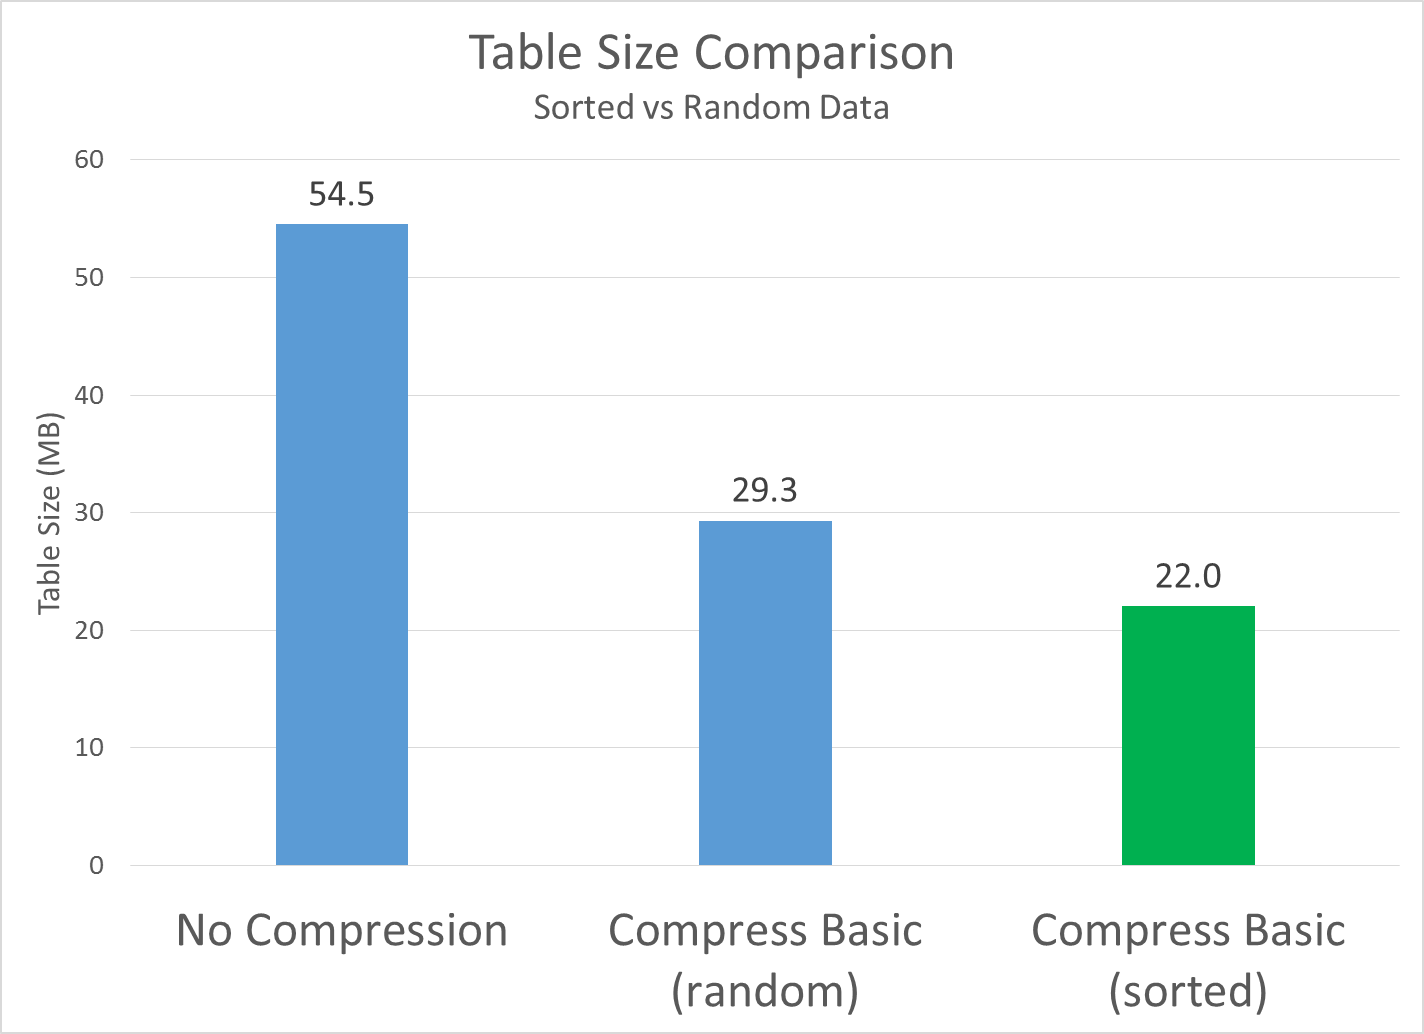 Table Size Comparison
Sorted vs Random Data
Table Size (MB)
60
50
40
30
20
10
0
54.5
29.3
22.0
No Compression
Compress Basic
(random)
Compress Basic
(sorted)